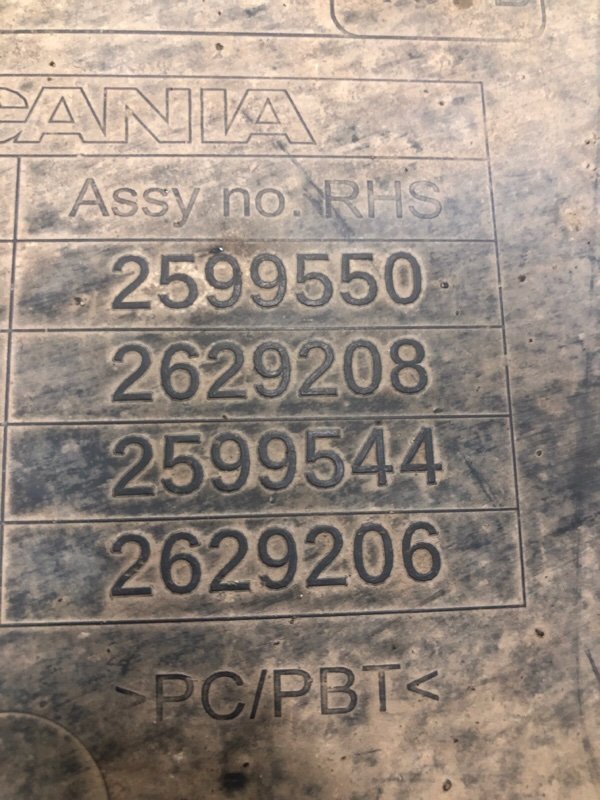 CANIA
Assy no. RHS
2599550
2629208
2599544
2629206
>PC/PBT<